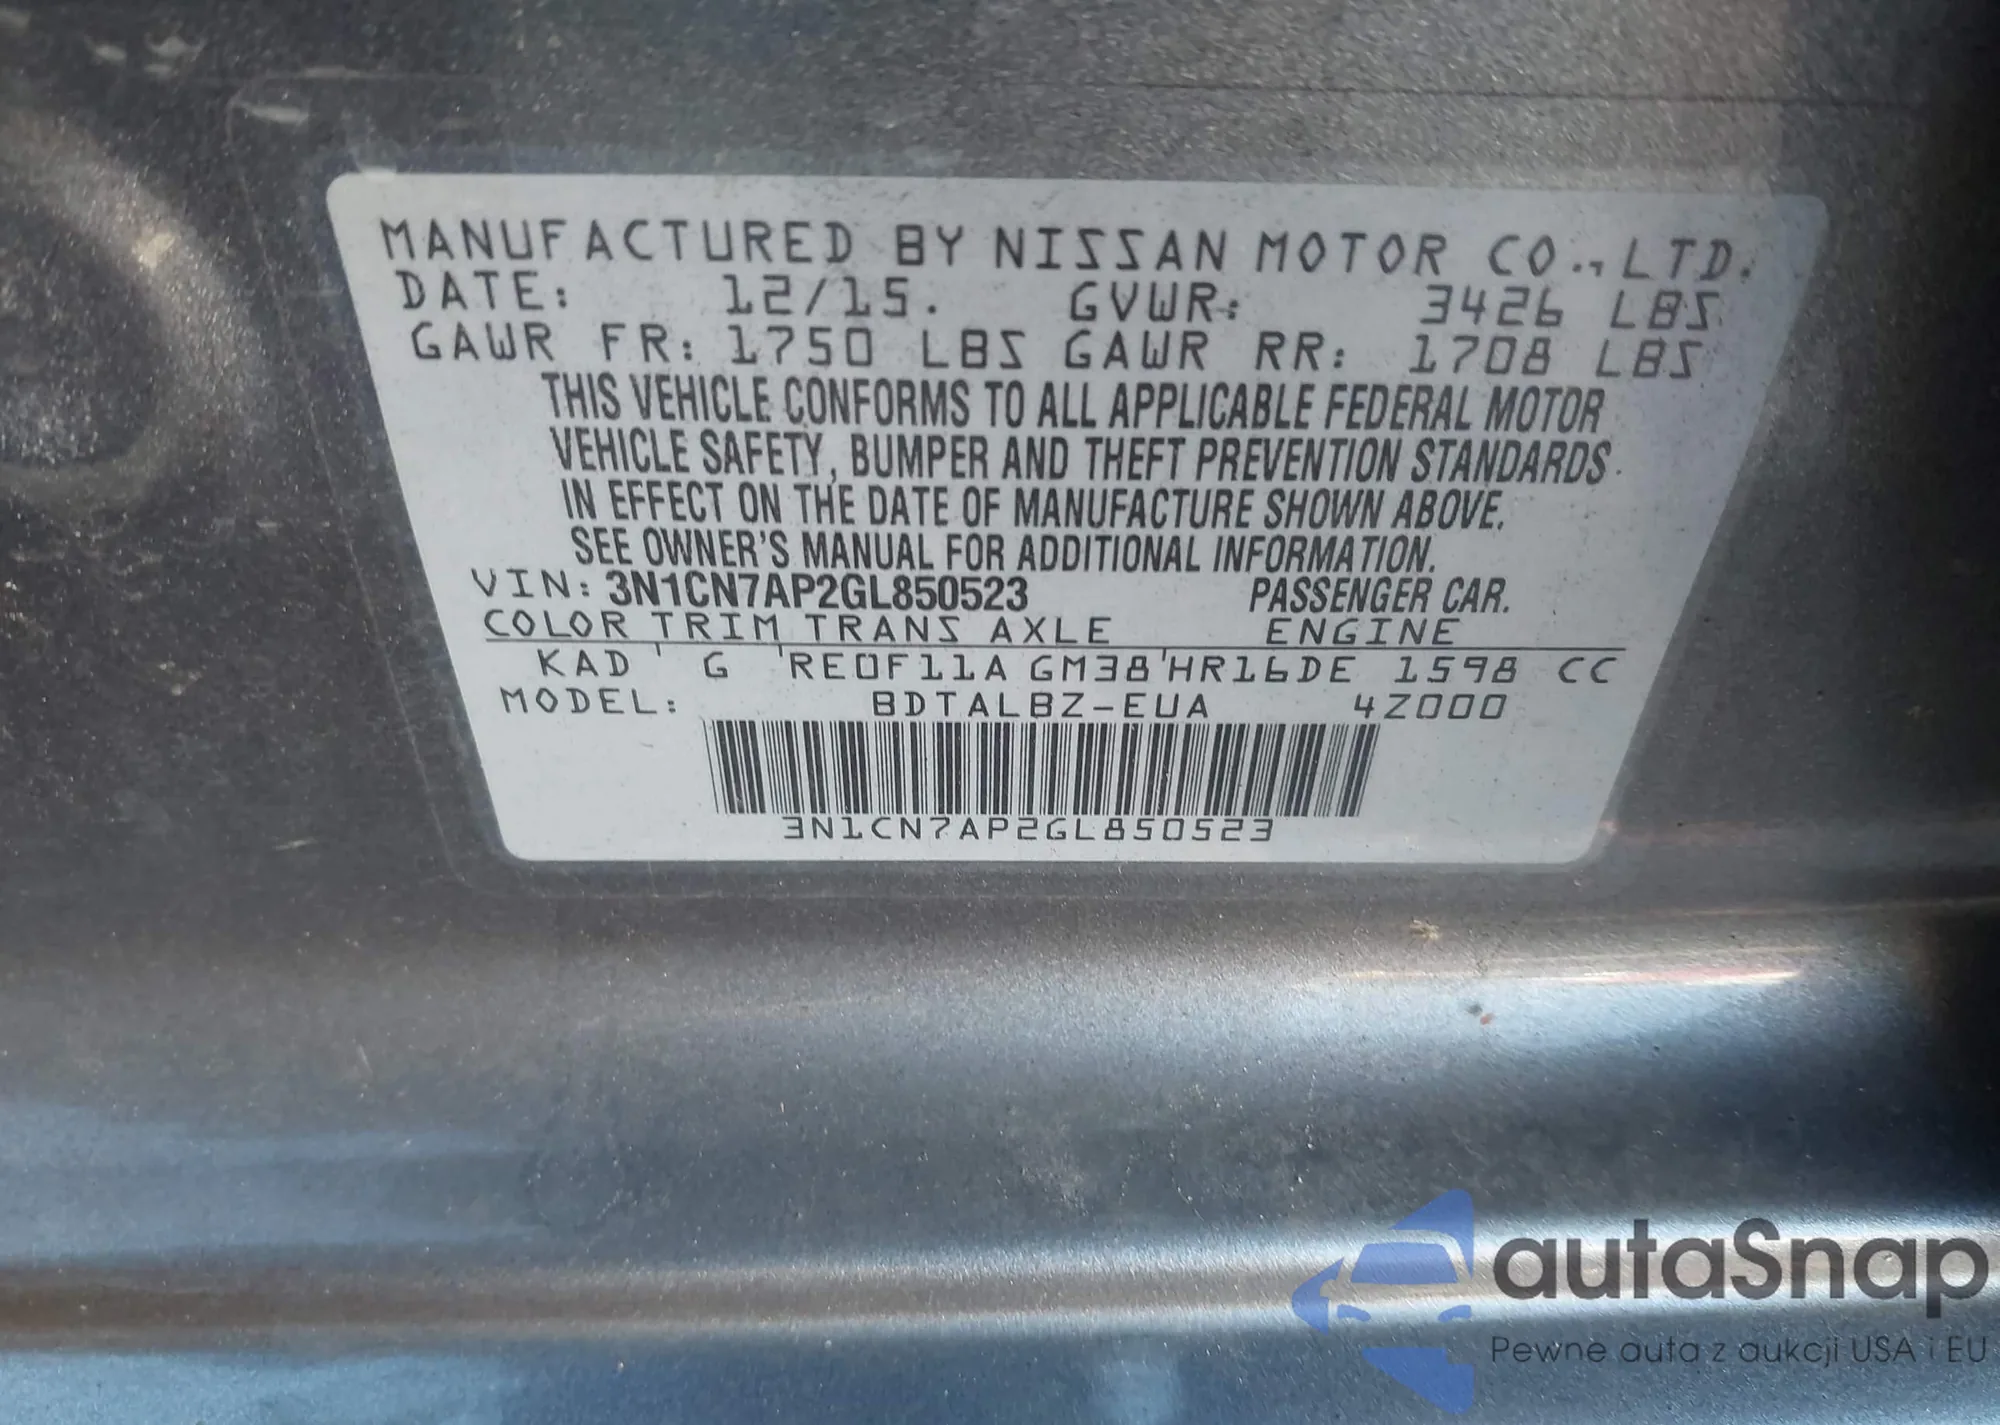 MANUFACTURED BY NISSAN MOTOR CO., LTD.
DATE: 12/15. GVWR: 3426 LBS
GAWR FR: 1750 LBS GAWR RR: 1708 LBS
THIS VEHICLE CONFORMS TO ALL APPLICABLE FEDERAL MOTOR
VEHICLE SAFETY, BUMPER AND THEFT PREVENTION STANDARDS
IN EFFECT ON THE DATE OF MANUFACTURE SHOWN ABOVE.
SEE OWNER'S MANUAL FOR ADDITIONAL INFORMATION.
VIN: 3N1CN7AP2GL850523 PASSENGER CAR.
COLOR TRIM TRANS AXLE ENGINE
KAD ' G 'RE0F11A GM38'HR16DE 1598 CC
MODEL: BDTALBZ-EUA 4Z000
3N1CN7AP2GL850523
autaSnap
Pewne auta z aukcji USA i EU